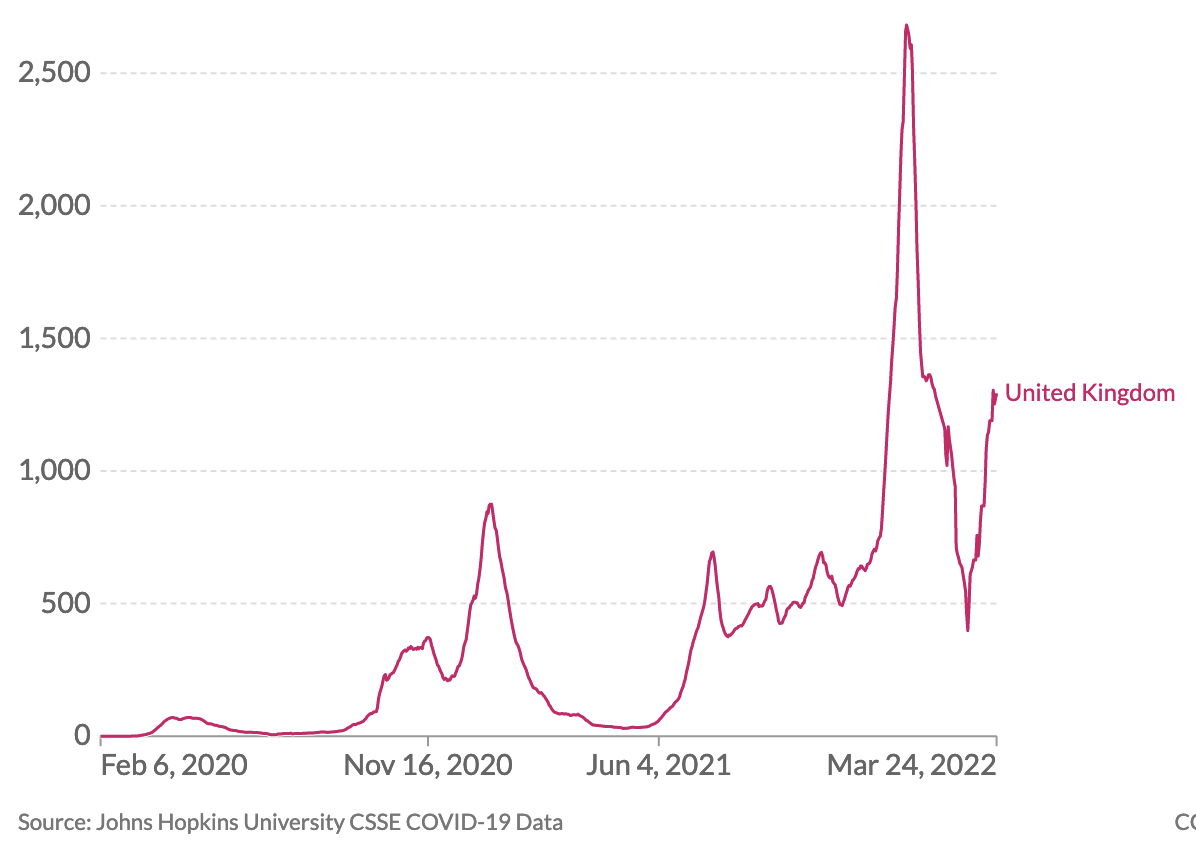 2,500
2,000
1,500
United Kingdom
1,000
500
0
Feb 6, 2020 Nov 16, 2020 Jun 4, 2021 Mar 24, 2022
Source: Johns Hopkins University CSSE COVID-19 Data